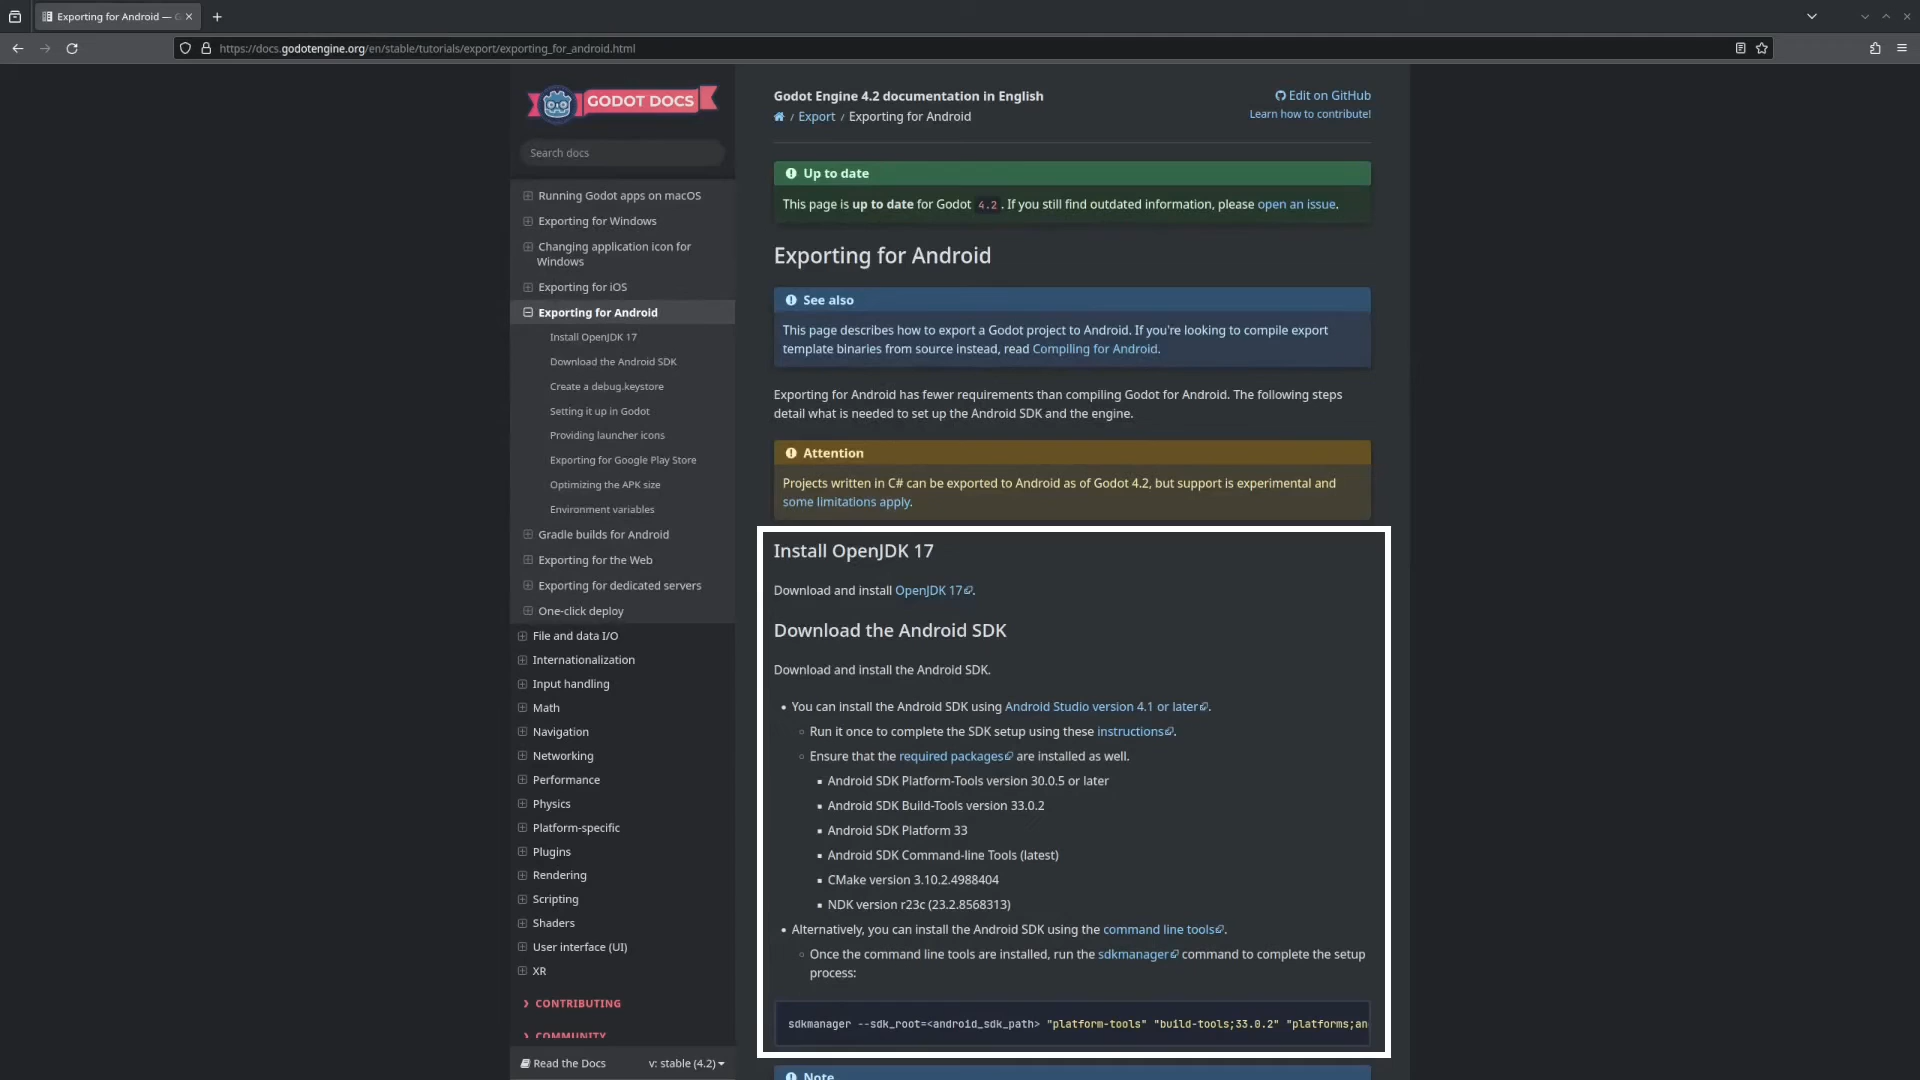 Exporting for Android — G
https://docs.godotengine.org/en/stable/tutorials/export/exporting_for_android.html
GODOT DOCS
Search docs
Running Godot apps on macOS
Exporting for Windows
Changing application icon for
Windows
Exporting for iOS
Exporting for Android
Install OpenJDK 17
Download the Android SDK
Create a debug.keystore
Setting it up in Godot
Providing launcher icons
Exporting for Google Play Store
Optimizing the APK size
Environment variables
Gradle builds for Android
Exporting for the Web
Exporting for dedicated servers
One-click deploy
File and data I/O
Internationalization
Input handling
Math
Navigation
Networking
Performance
Physics
Platform-specific
Plugins
Rendering
Scripting
Shaders
User interface (UI)
XR
CONTRIBUTING
COMMUNITY
Read the Docs
v: stable (4.2)
Godot Engine 4.2 documentation in English
Edit on GitHub
/ Export / Exporting for Android
Learn how to contribute!
Up to date
This page is up to date for Godot 4.2. If you still find outdated information, please open an issue.
Exporting for Android
See also
This page describes how to export a Godot project to Android. If you're looking to compile export
template binaries from source instead, read Compiling for Android.
Exporting for Android has fewer requirements than compiling Godot for Android. The following steps
detail what is needed to set up the Android SDK and the engine.
Attention
Projects written in C# can be exported to Android as of Godot 4.2, but support is experimental and
some limitations apply.
Install OpenJDK 17
Download and install OpenJDK 17.
Download the Android SDK
Download and install the Android SDK.
• You can install the Android SDK using Android Studio version 4.1 or later.
◦ Run it once to complete the SDK setup using these instructions.
◦ Ensure that the required packages are installed as well.
▪ Android SDK Platform-Tools version 30.0.5 or later
▪ Android SDK Build-Tools version 33.0.2
▪ Android SDK Platform 33
▪ Android SDK Command-line Tools (latest)
▪ CMake version 3.10.2.4988404
▪ NDK version r23c (23.2.8568313)
• Alternatively, you can install the Android SDK using the command line tools.
◦ Once the command line tools are installed, run the sdkmanager command to complete the setup
process:
sdkmanager --sdk_root=<android_sdk_path> "platform-tools" "build-tools;33.0.2" "platforms;an
Note